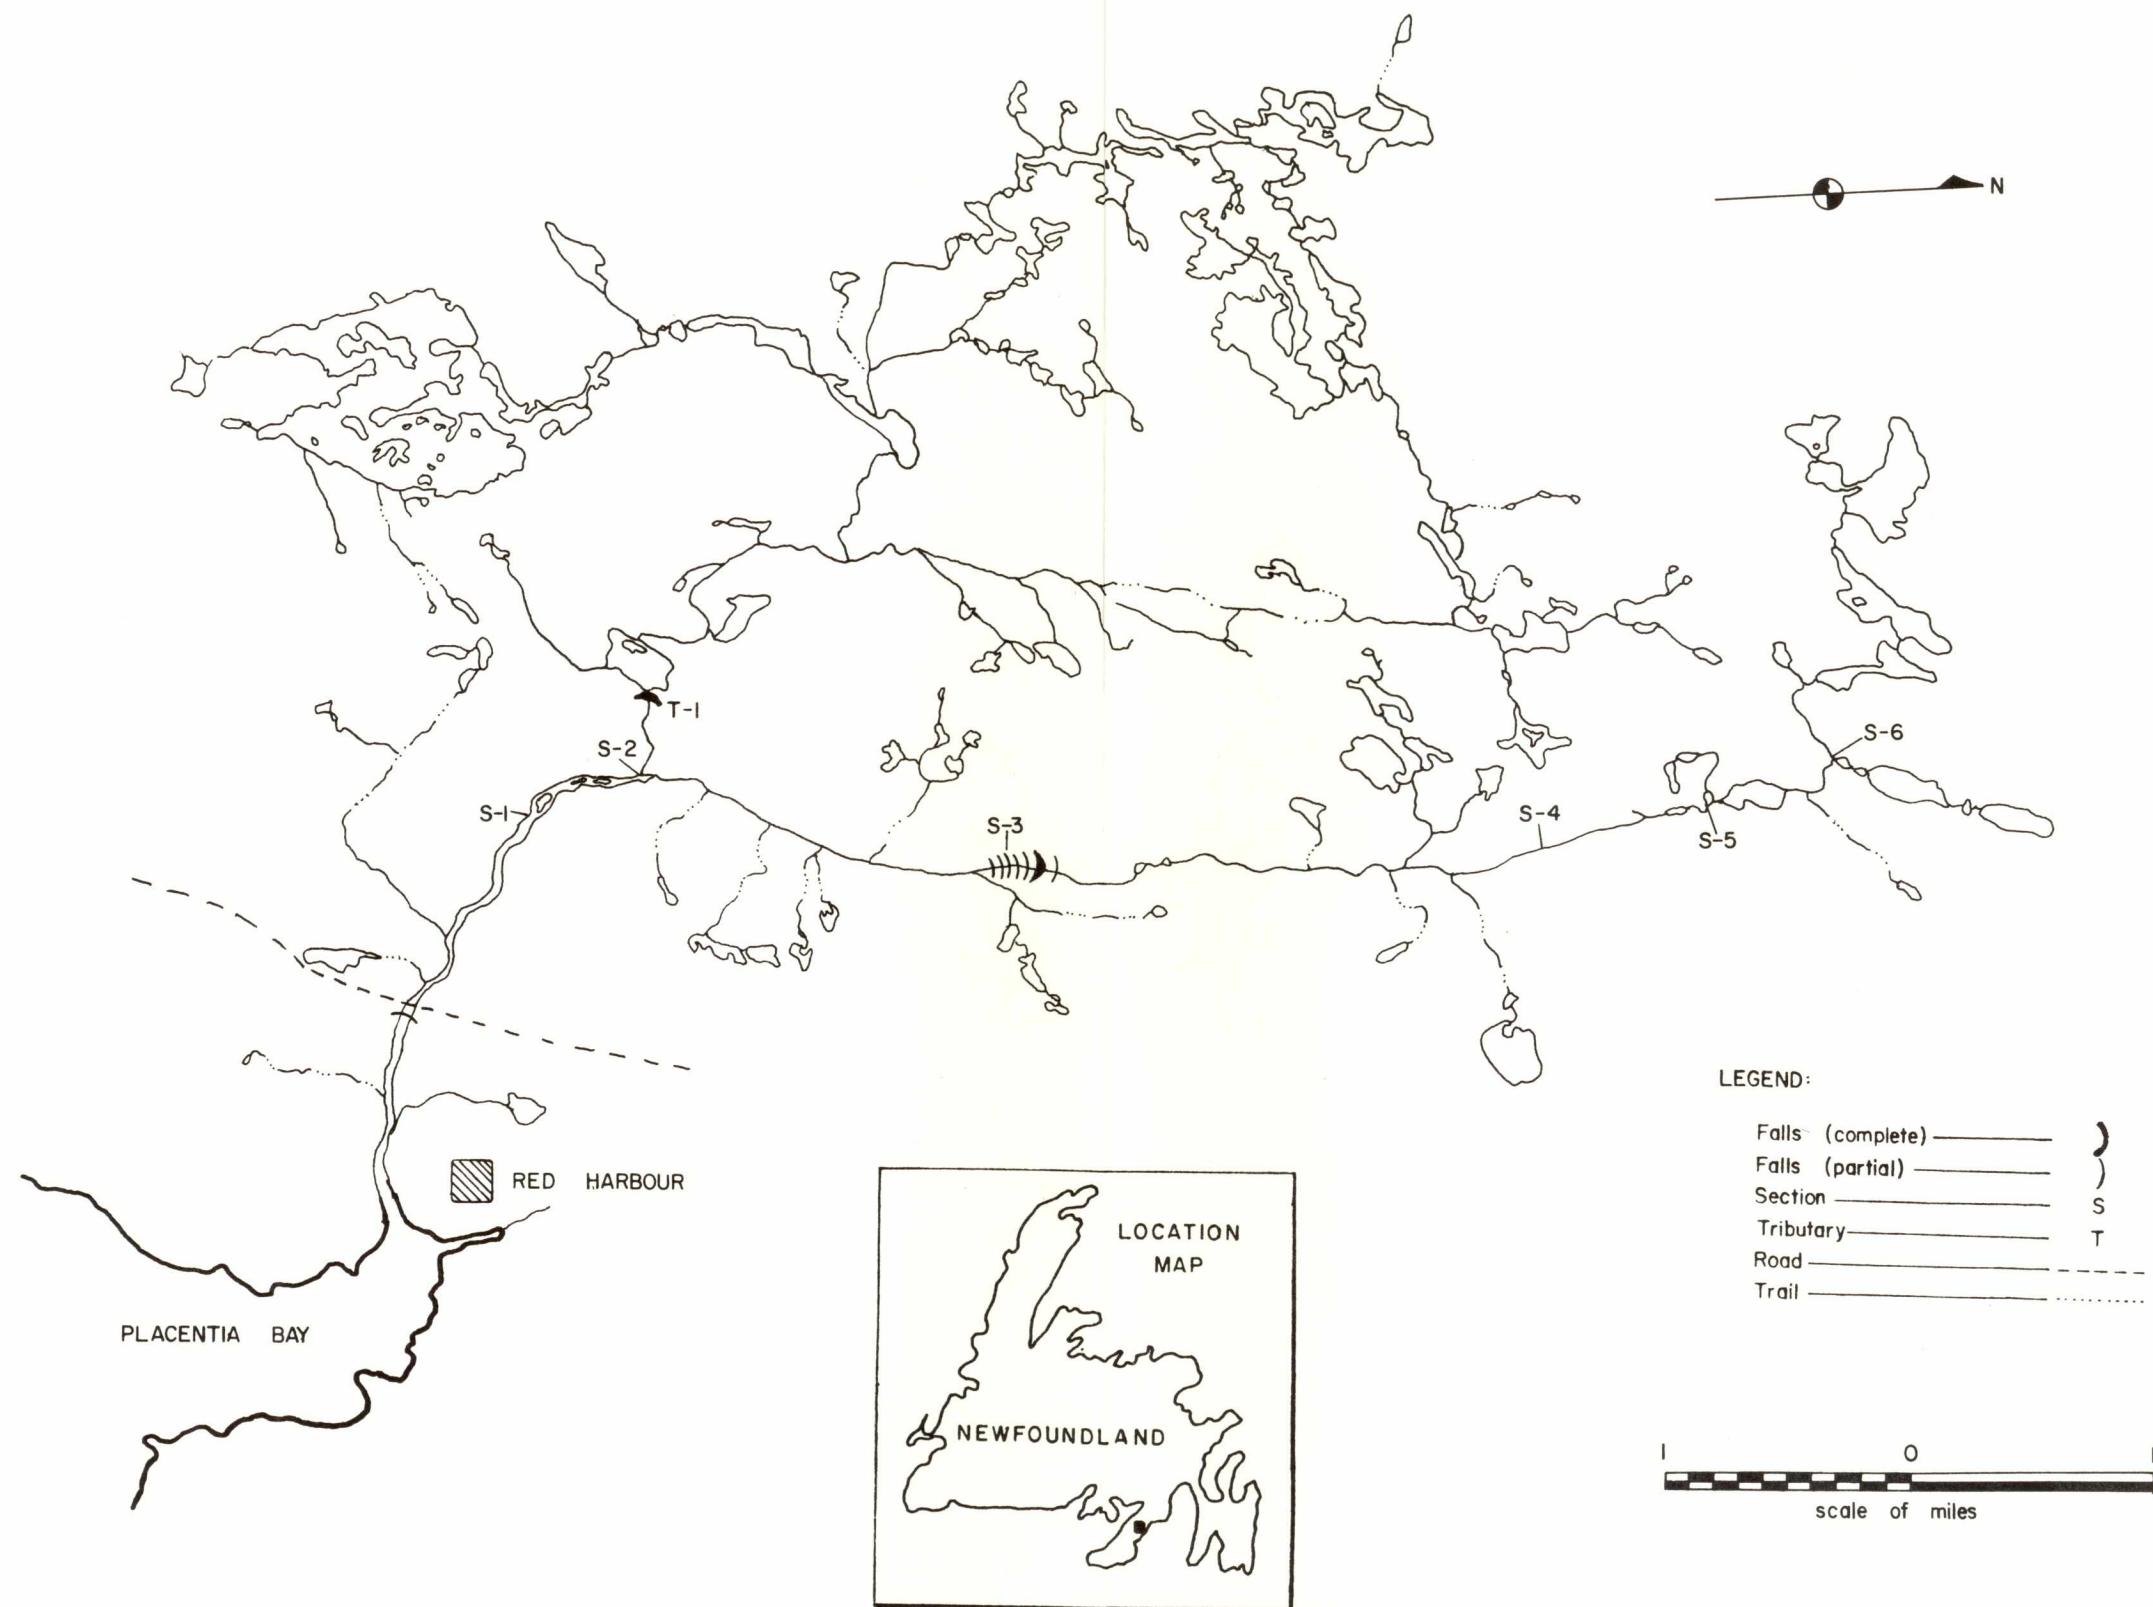 N
T-1
S-2
S-6
S-1
S-3
S-4
S-5
LEGEND:
Falls (complete)
Falls (partial)
Section S
Tributary T
Road
Trail
RED HARBOUR
PLACENTIA BAY
LOCATION
MAP
NEWFOUNDLAND
1 0
scale of miles